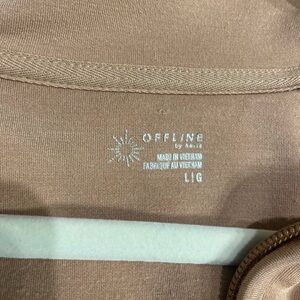 OFFLINE
by Aerie
MADE IN VIETNAM
FABRIQUÉ AU VIETNAM
L|G